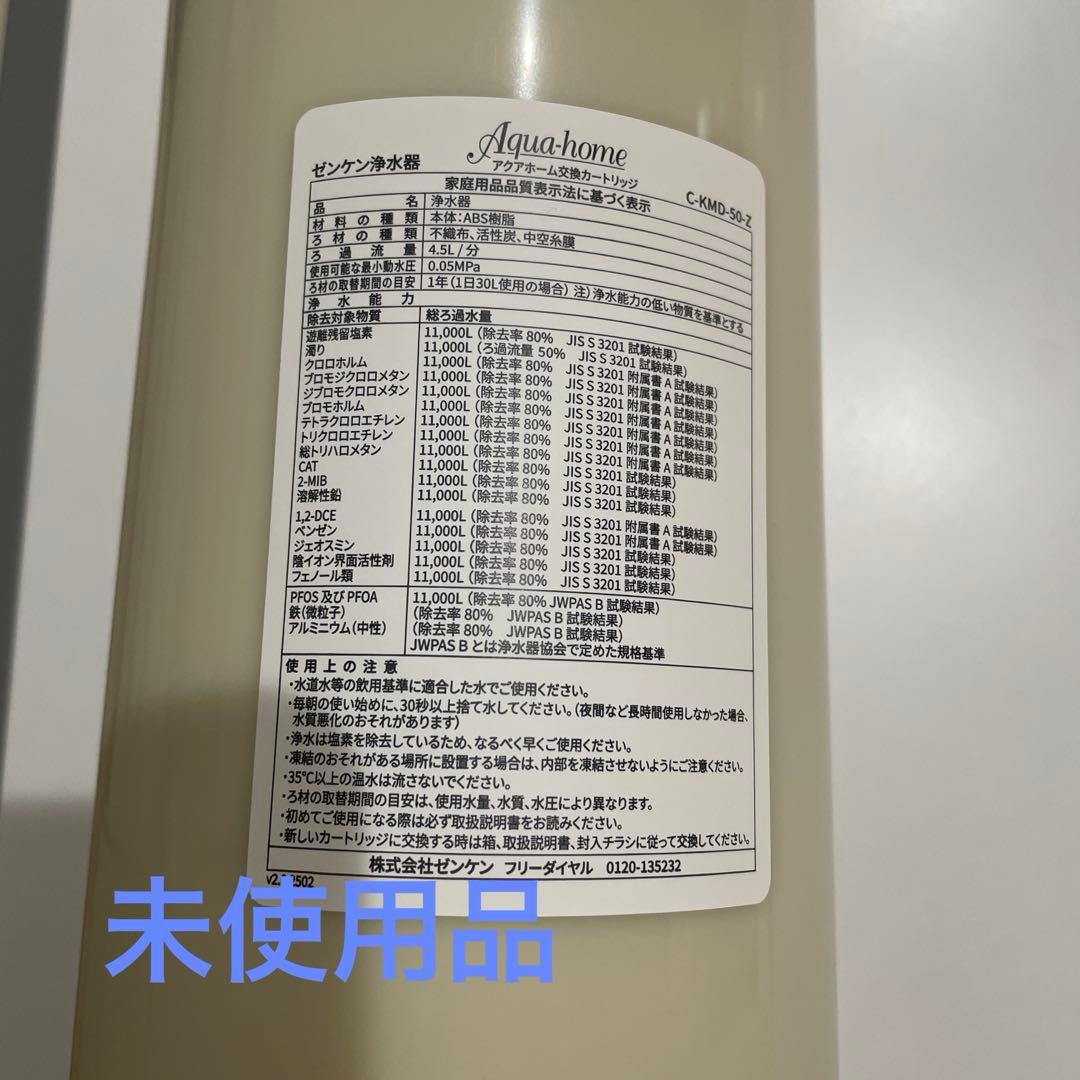 Aqua-home
ゼンケン浄水器
アクアホーム交換カートリッジ
C-KMD-50-Z
家庭用品品質表示法に基づく表示
品名 浄水器
材料の種類 本体:ABS樹脂
ろ材の種類 不織布、活性炭、中空糸膜
ろ過流量 4.5L/分
使用可能な最小動水圧 0.05MPa
ろ材の取替期間の目安 1年(1日30L使用の場合) 注)浄水能力の低い物質を基準とする
浄水能力
除去対象物質 総ろ過水量
遊離残留塩素 11,000L (除去率 80% JIS S 3201 試験結果)
濁り 11,000L (ろ過流量 50% JIS S 3201 試験結果)
クロロホルム 11,000L (除去率 80% JIS S 3201 附属書 A 試験結果)
ブロモジクロロメタン 11,000L (除去率 80% JIS S 3201 附属書 A 試験結果)
ジブロモクロロメタン 11,000L (除去率 80% JIS S 3201 附属書 A 試験結果)
ブロモホルム 11,000L (除去率 80% JIS S 3201 附属書 A 試験結果)
テトラクロロエチレン 11,000L (除去率 80% JIS S 3201 附属書 A 試験結果)
トリクロロエチレン 11,000L (除去率 80% JIS S 3201 附属書 A 試験結果)
総トリハロメタン 11,000L (除去率 80% JIS S 3201 附属書 A 試験結果)
CAT 11,000L (除去率 80% JIS S 3201 試験結果)
2-MIB 11,000L (除去率 80% JIS S 3201 試験結果)
溶解性鉛 11,000L (除去率 80% JIS S 3201 試験結果)
1,2-DCE 11,000L (除去率 80% JIS S 3201 附属書 A 試験結果)
ベンゼン 11,000L (除去率 80% JIS S 3201 附属書 A 試験結果)
ジェオスミン 11,000L (除去率 80% JIS S 3201 試験結果)
陰イオン界面活性剤 11,000L (除去率 80% JIS S 3201 試験結果)
フェノール類 11,000L (除去率 80% JIS S 3201 試験結果)
PFOS 及び PFOA 11,000L (除去率 80% JWPAS B 試験結果)
鉄(微粒子) (除去率 80% JWPAS B 試験結果)
アルミニウム(中性) (除去率 80% JWPAS B 試験結果)
JWPAS B とは浄水器協会で定めた規格基準
使用上の注意
・水道水等の飲用基準に適合した水でご使用ください。
・毎朝の使い始めに、30秒以上捨て水してください。(夜間など長時間使用しなかった場合、
水質悪化のおそれがあります)
・浄水は塩素を除去しているため、なるべく早くご使用ください。
・凍結のおそれがある場所に設置する場合は、内部を凍結させないようにご注意ください。
・35℃以上の温水は流さないでください。
・ろ材の取替期間の目安は、使用水量、水質、水圧により異なります。
・初めてご使用になる際は必ず取扱説明書をお読みください。
・新しいカートリッジに交換する時は箱、取扱説明書、封入チラシに従って交換してください。
株式会社ゼンケン フリーダイヤル 0120-135232
未使用品